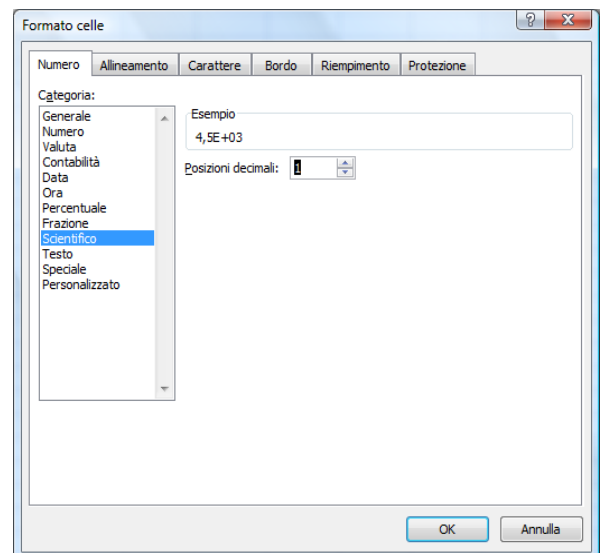 Formato celle
Numero Allineamento Carattere Bordo Riempimento Protezione
Categoria:
Generale
Numero
Valuta
Contabilità
Data
Ora
Percentuale
Frazione
Scientifico
Testo
Speciale
Personalizzato
Esempio
4,5E+03
Posizioni decimali: 1
OK Annulla